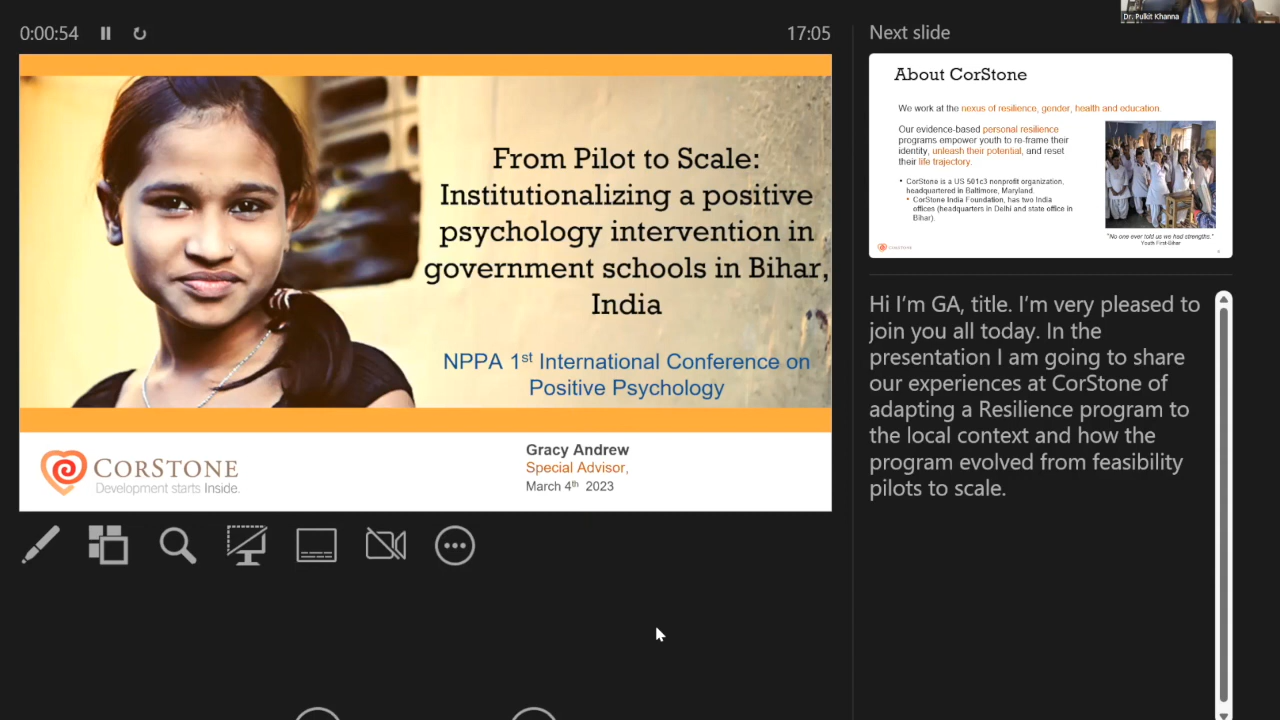 0:00:54
17:05
Next slide
Dr. Pulkit Khanna
From Pilot to Scale:
Institutionalizing a positive
psychology intervention in
government schools in Bihar,
India
NPPA 1st International Conference on
Positive Psychology
CORSTONE
Development starts Inside.
Gracy Andrew
Special Advisor,
March 4th 2023
About CorStone
We work at the nexus of resilience, gender, health and education.
Our evidence-based personal resilience
programs empower youth to re-frame their
identity, unleash their potential, and reset
their life trajectory.
• CorStone is a US 501c3 nonprofit organization,
headquartered in Baltimore, Maryland.
• CorStone India Foundation, has two India
offices (headquarters in Delhi and state office in
Bihar).
"No one ever told us we had strengths."
Youth First-Bihar
CORSTONE
Hi I'm GA, title. I'm very pleased to
join you all today. In the
presentation I am going to share
our experiences at CorStone of
adapting a Resilience program to
the local context and how the
program evolved from feasibility
pilots to scale.